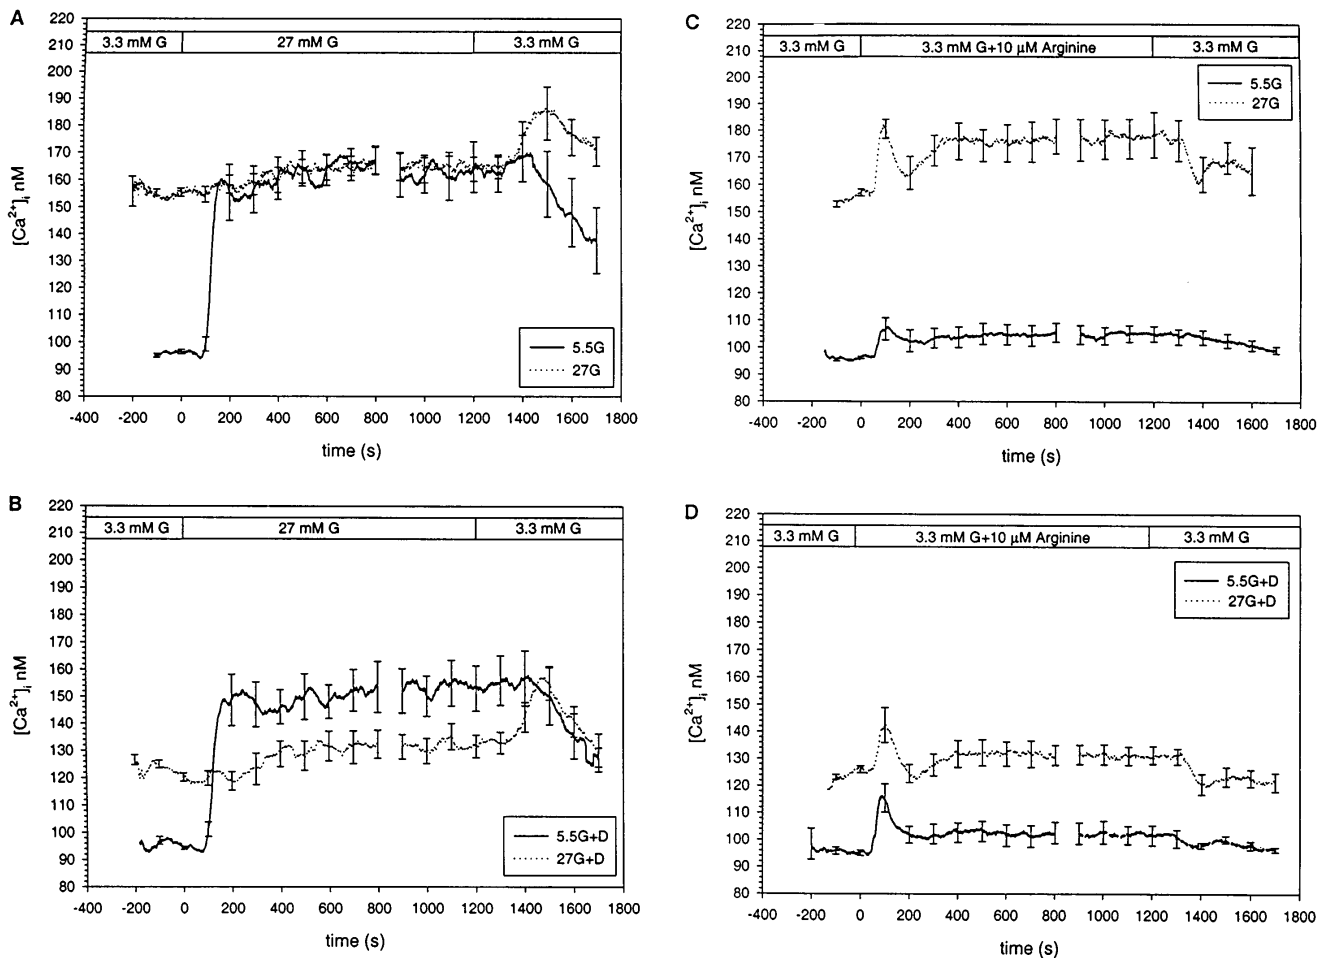 A
220
210
200
190
180
170
160
150
140
130
120
110
100
90
80
[Ca²⁺]ᵢ nM
3.3 mM G
27 mM G
3.3 mM G
5.5G
27G
-400 -200 0 200 400 600 800 1000 1200 1400 1600 1800
time (s)
B
220
210
200
190
180
170
160
150
140
130
120
110
100
90
80
[Ca²⁺]ᵢ nM
3.3 mM G
27 mM G
3.3 mM G
5.5G+D
27G+D
-400 -200 0 200 400 600 800 1000 1200 1400 1600 1800
time (s)
C
220
210
200
190
180
170
160
150
140
130
120
110
100
90
80
[Ca²⁺]ᵢ nM
3.3 mM G
3.3 mM G+10 µM Arginine
3.3 mM G
5.5G
27G
-400 -200 0 200 400 600 800 1000 1200 1400 1600 1800
time (s)
D
220
210
200
190
180
170
160
150
140
130
120
110
100
90
80
[Ca²⁺]ᵢ nM
3.3 mM G
3.3 mM G+10 µM Arginine
3.3 mM G
5.5G+D
27G+D
-400 -200 0 200 400 600 800 1000 1200 1400 1600 1800
time (s)